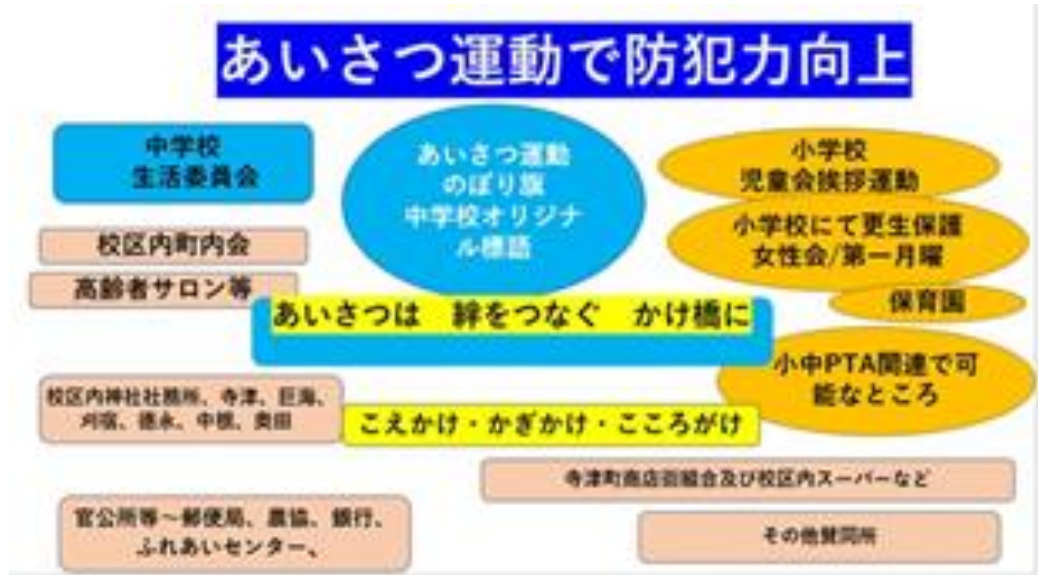 あいさつ運動で防犯力向上
中学校
生活委員会
あいさつ運動
のぼり旗
中学校オリジナ
ル標語
小学校
児童会挨拶運動
校区内町内会
小学校にて更生保護
女性会/第一月曜
高齢者サロン等
保育園
あいさつは 絆をつなぐ かけ橋に
小中PTA関連で可
能なところ
校区内神社社務所、寺津、巨海、
刈宿、徳永、中根、奥田
こえかけ・かぎかけ・こころがけ
寺津町商店街組合及び校区内スーパーなど
官公所等～郵便局、農協、銀行、
ふれあいセンター、
その他賛同所